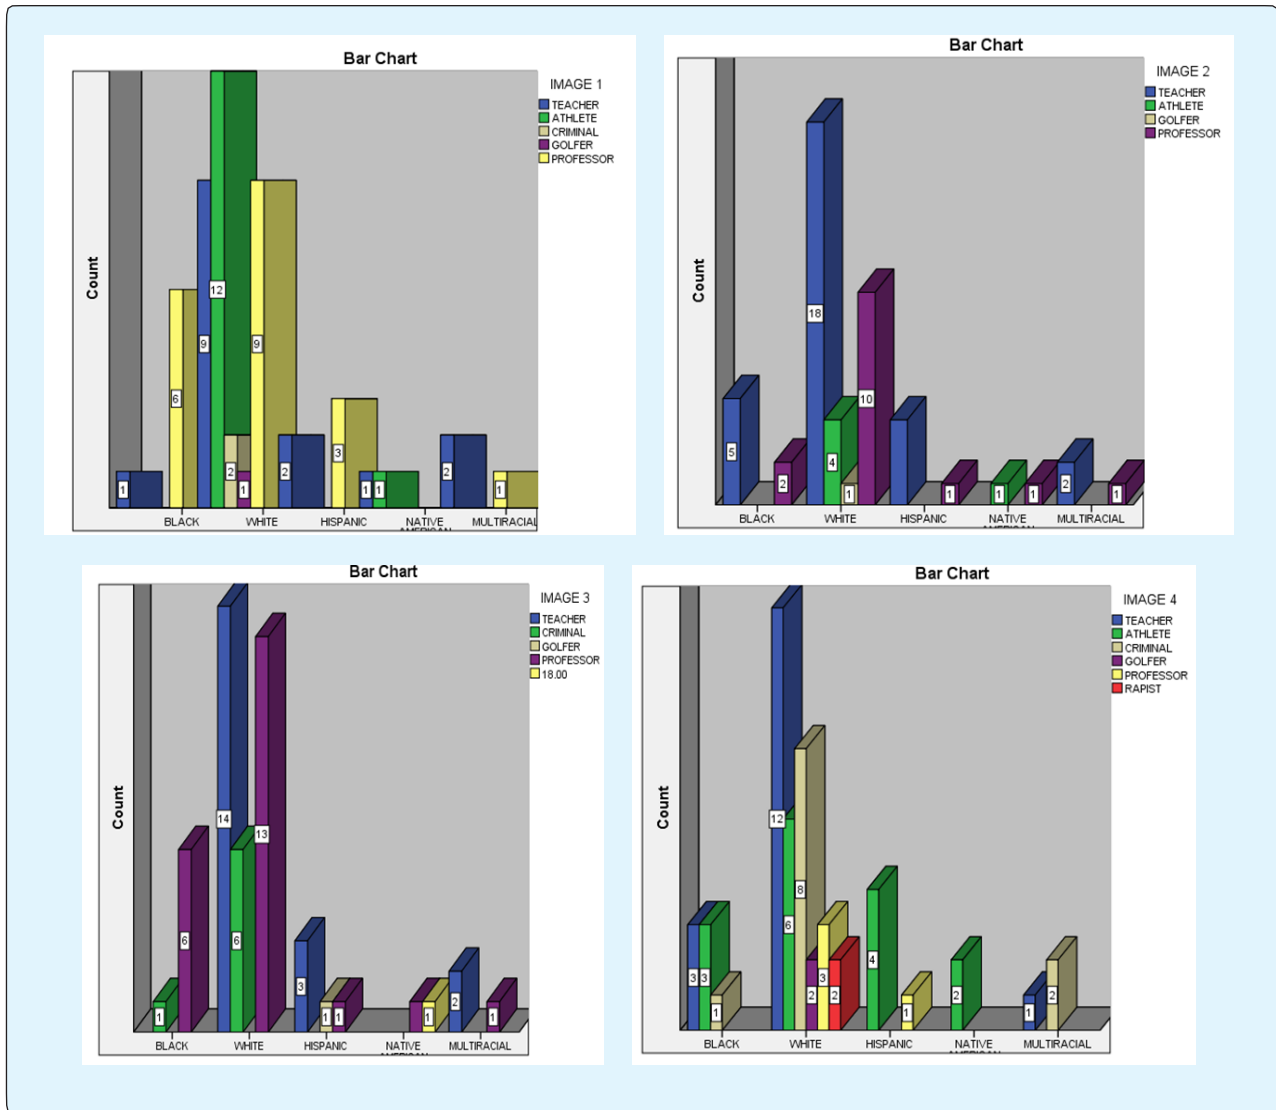 Bar Chart
IMAGE 1
TEACHER
ATHLETE
CRIMINAL
GOLFER
PROFESSOR
Count
1
6
9
12
2
1
9
2
3
1
1
2
1
BLACK
WHITE
HISPANIC
NATIVE
AMERICAN
MULTIRACIAL
Bar Chart
IMAGE 2
TEACHER
ATHLETE
GOLFER
PROFESSOR
Count
5
2
18
4
1
10
1
1
1
2
1
BLACK
WHITE
HISPANIC
NATIVE
AMERICAN
MULTIRACIAL
Bar Chart
IMAGE 3
TEACHER
CRIMINAL
GOLFER
PROFESSOR
18.00
Count
1
6
14
6
13
3
1
1
1
2
1
BLACK
WHITE
HISPANIC
NATIVE
AMERICAN
MULTIRACIAL
Bar Chart
IMAGE 4
TEACHER
ATHLETE
CRIMINAL
GOLFER
PROFESSOR
RAPIST
Count
3
3
1
12
6
8
2
3
2
4
1
2
1
2
BLACK
WHITE
HISPANIC
NATIVE
AMERICAN
MULTIRACIAL